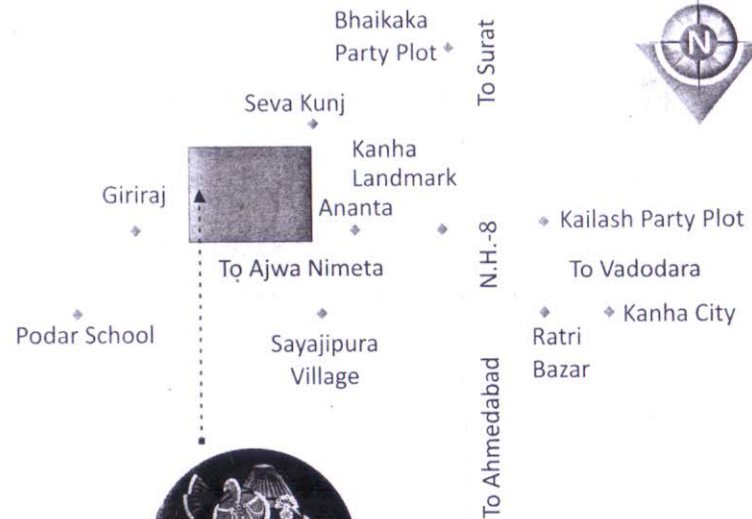 Bhaikaka
Party Plot
To Surat
N
Seva Kunj
Kanha
Landmark
Giriraj
Ananta
N.H.-8
Kailash Party Plot
To Ajwa Nimeta
To Vadodara
Podar School
Sayajipura
Village
Ratri
Bazar
Kanha City
To Ahmedabad